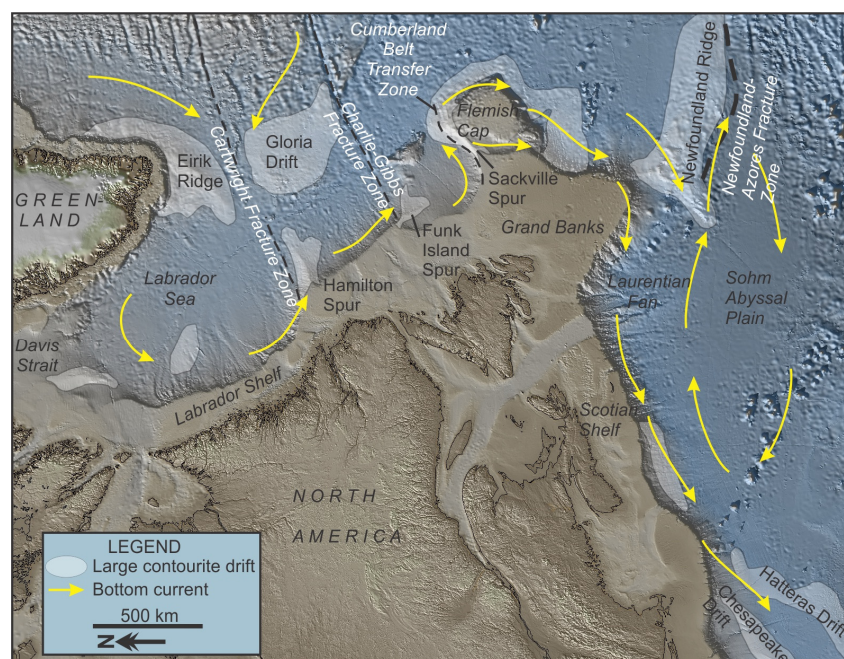 Cumberland
Belt
Transfer
Zone
Newfoundland Ridge
Newfoundland-
Azores Fracture
Zone
Charlie-Gibbs
Fracture Zone
Cartwright Fracture Zone
Eirik
Ridge
Gloria
Drift
Flemish
Cap
GREEN-
LAND
Sackville
Spur
Grand Banks
Funk
Island
Spur
Labrador
Sea
Hamilton
Spur
Laurentian
Fan
Sohm
Abyssal
Plain
Davis
Strait
Labrador Shelf
Scotian
Shelf
NORTH
AMERICA
LEGEND
Large contourite drift
Bottom current
500 km
N
Hatteras Drift
Chesapeake
Drift